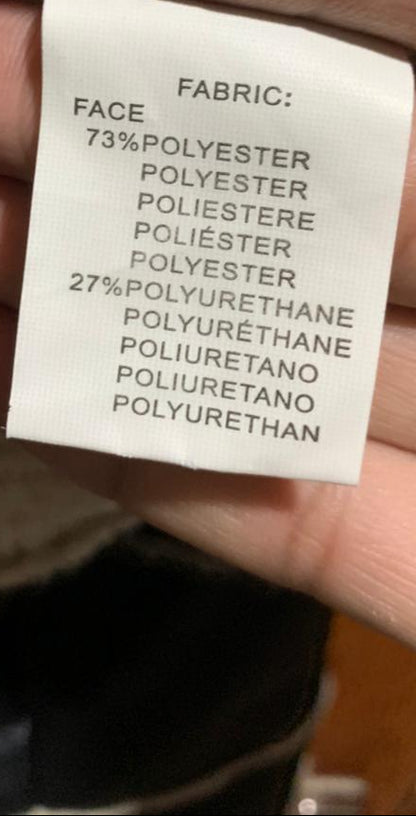 FABRIC:
FACE
73%POLYESTER
POLYESTER
POLIESTERE
POLIÉSTER
POLYESTER
27%POLYURETHANE
POLYURÉTHANE
POLIURETANO
POLIURETANO
POLYURETHAN